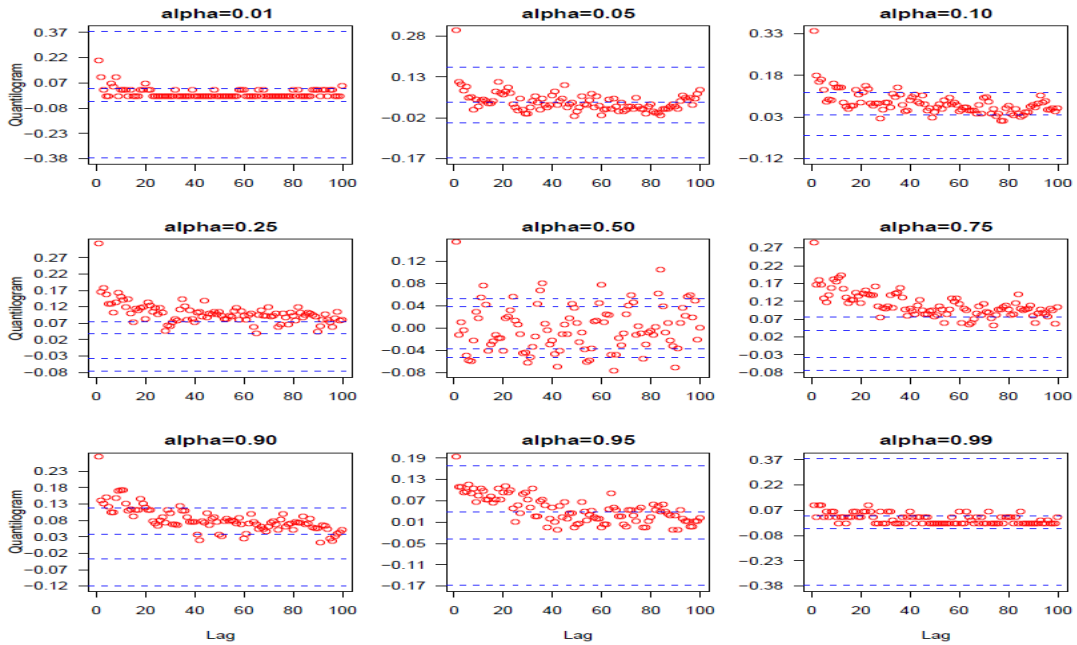 alpha=0.01
alpha=0.05
alpha=0.10
Quantilogram
0.37
0.22
0.07
−0.08
−0.23
−0.38
0 20 40 60 80 100
0.28
0.13
−0.02
−0.17
0 20 40 60 80 100
0.33
0.18
0.03
−0.12
0 20 40 60 80 100
alpha=0.25
alpha=0.50
alpha=0.75
Quantilogram
0.27
0.22
0.17
0.12
0.07
0.02
−0.03
−0.08
0 20 40 60 80 100
0.12
0.08
0.04
0.00
−0.04
−0.08
0 20 40 60 80 100
0.27
0.22
0.17
0.12
0.07
0.02
−0.03
−0.08
0 20 40 60 80 100
alpha=0.90
alpha=0.95
alpha=0.99
Quantilogram
0.23
0.18
0.13
0.08
0.03
−0.02
−0.07
−0.12
0 20 40 60 80 100
Lag
0.19
0.13
0.07
0.01
−0.05
−0.11
−0.17
0 20 40 60 80 100
Lag
0.37
0.22
0.07
−0.08
−0.23
−0.38
0 20 40 60 80 100
Lag